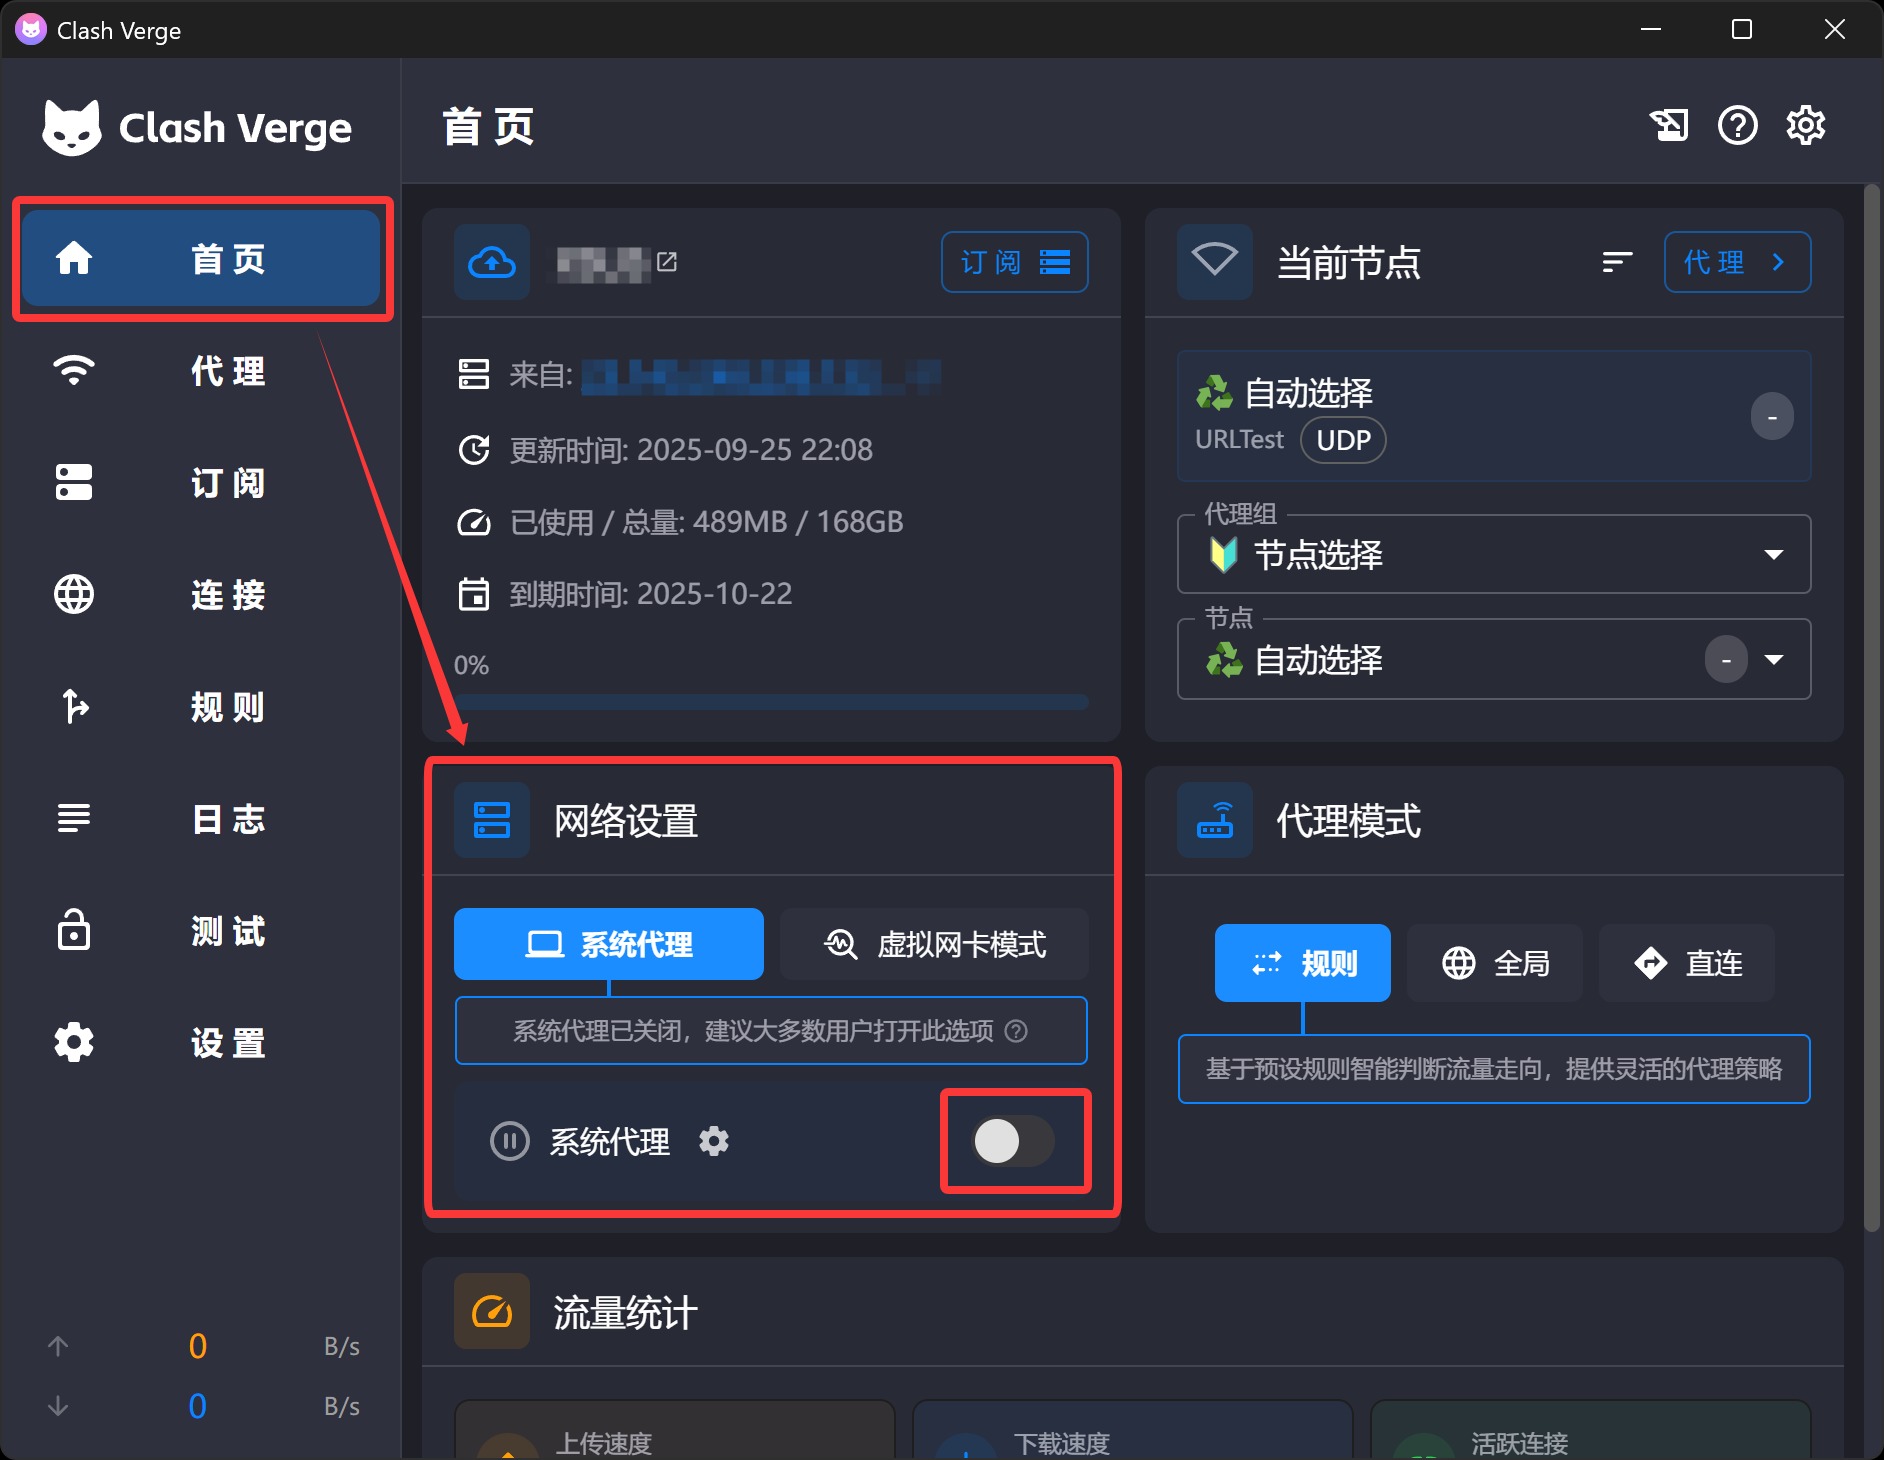 Clash Verge
Clash Verge
首页
首页
代理
订阅
连接
规则
日志
测试
设置
0 B/s
0 B/s
订阅
来自:
更新时间: 2025-09-25 22:08
已使用 / 总量: 489MB / 168GB
到期时间: 2025-10-22
0%
当前节点
代理
自动选择
URLTest UDP
-
代理组
节点选择
节点
自动选择
-
网络设置
系统代理 虚拟网卡模式
系统代理已关闭，建议大多数用户打开此选项
系统代理
代理模式
规则 全局 直连
基于预设规则智能判断流量走向，提供灵活的代理策略
流量统计
上传速度
下载速度
活跃连接